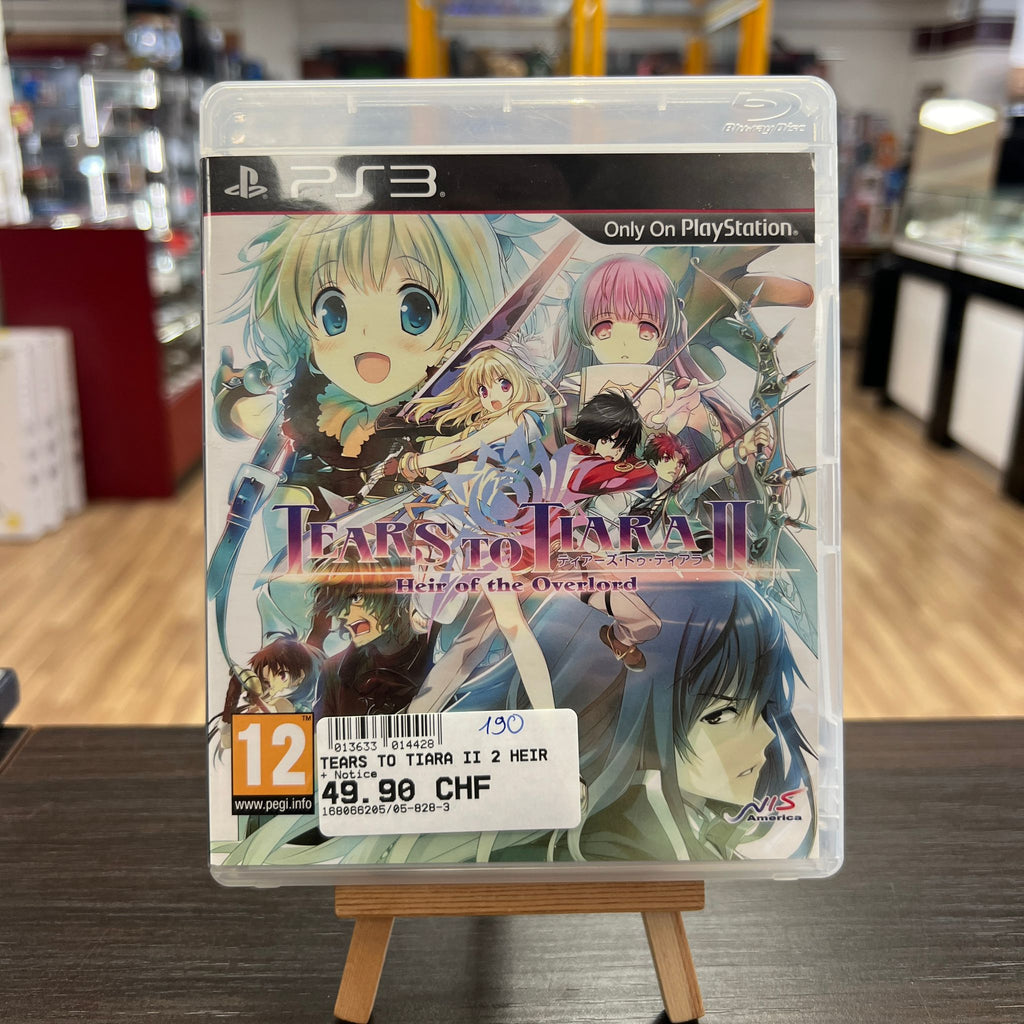 Blu-ray Disc
PS3
Only On PlayStation®
TEARS TO TIARA II™
ティアーズ・トゥ・ティアラ
Heir of the Overlord
12™
www.pegi.info
190
013633 014428
TEARS TO TIARA II 2 HEIR
+ Notice
49.90 CHF
168066205/05-828-3
NIS
America